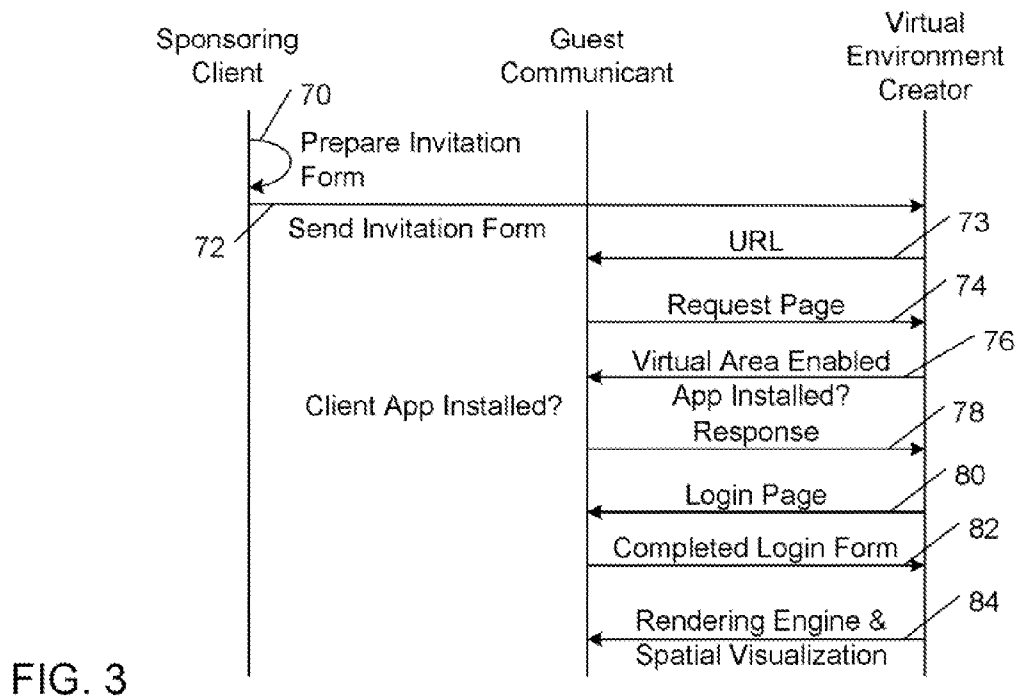 Sponsoring
Client
Guest
Communicant
Virtual
Environment
Creator
70
Prepare Invitation
Form
72
Send Invitation Form
73
URL
74
Request Page
76
Virtual Area Enabled
App Installed?
Client App Installed?
Response
78
Login Page
80
Completed Login Form
82
Rendering Engine &
Spatial Visualization
84
FIG. 3